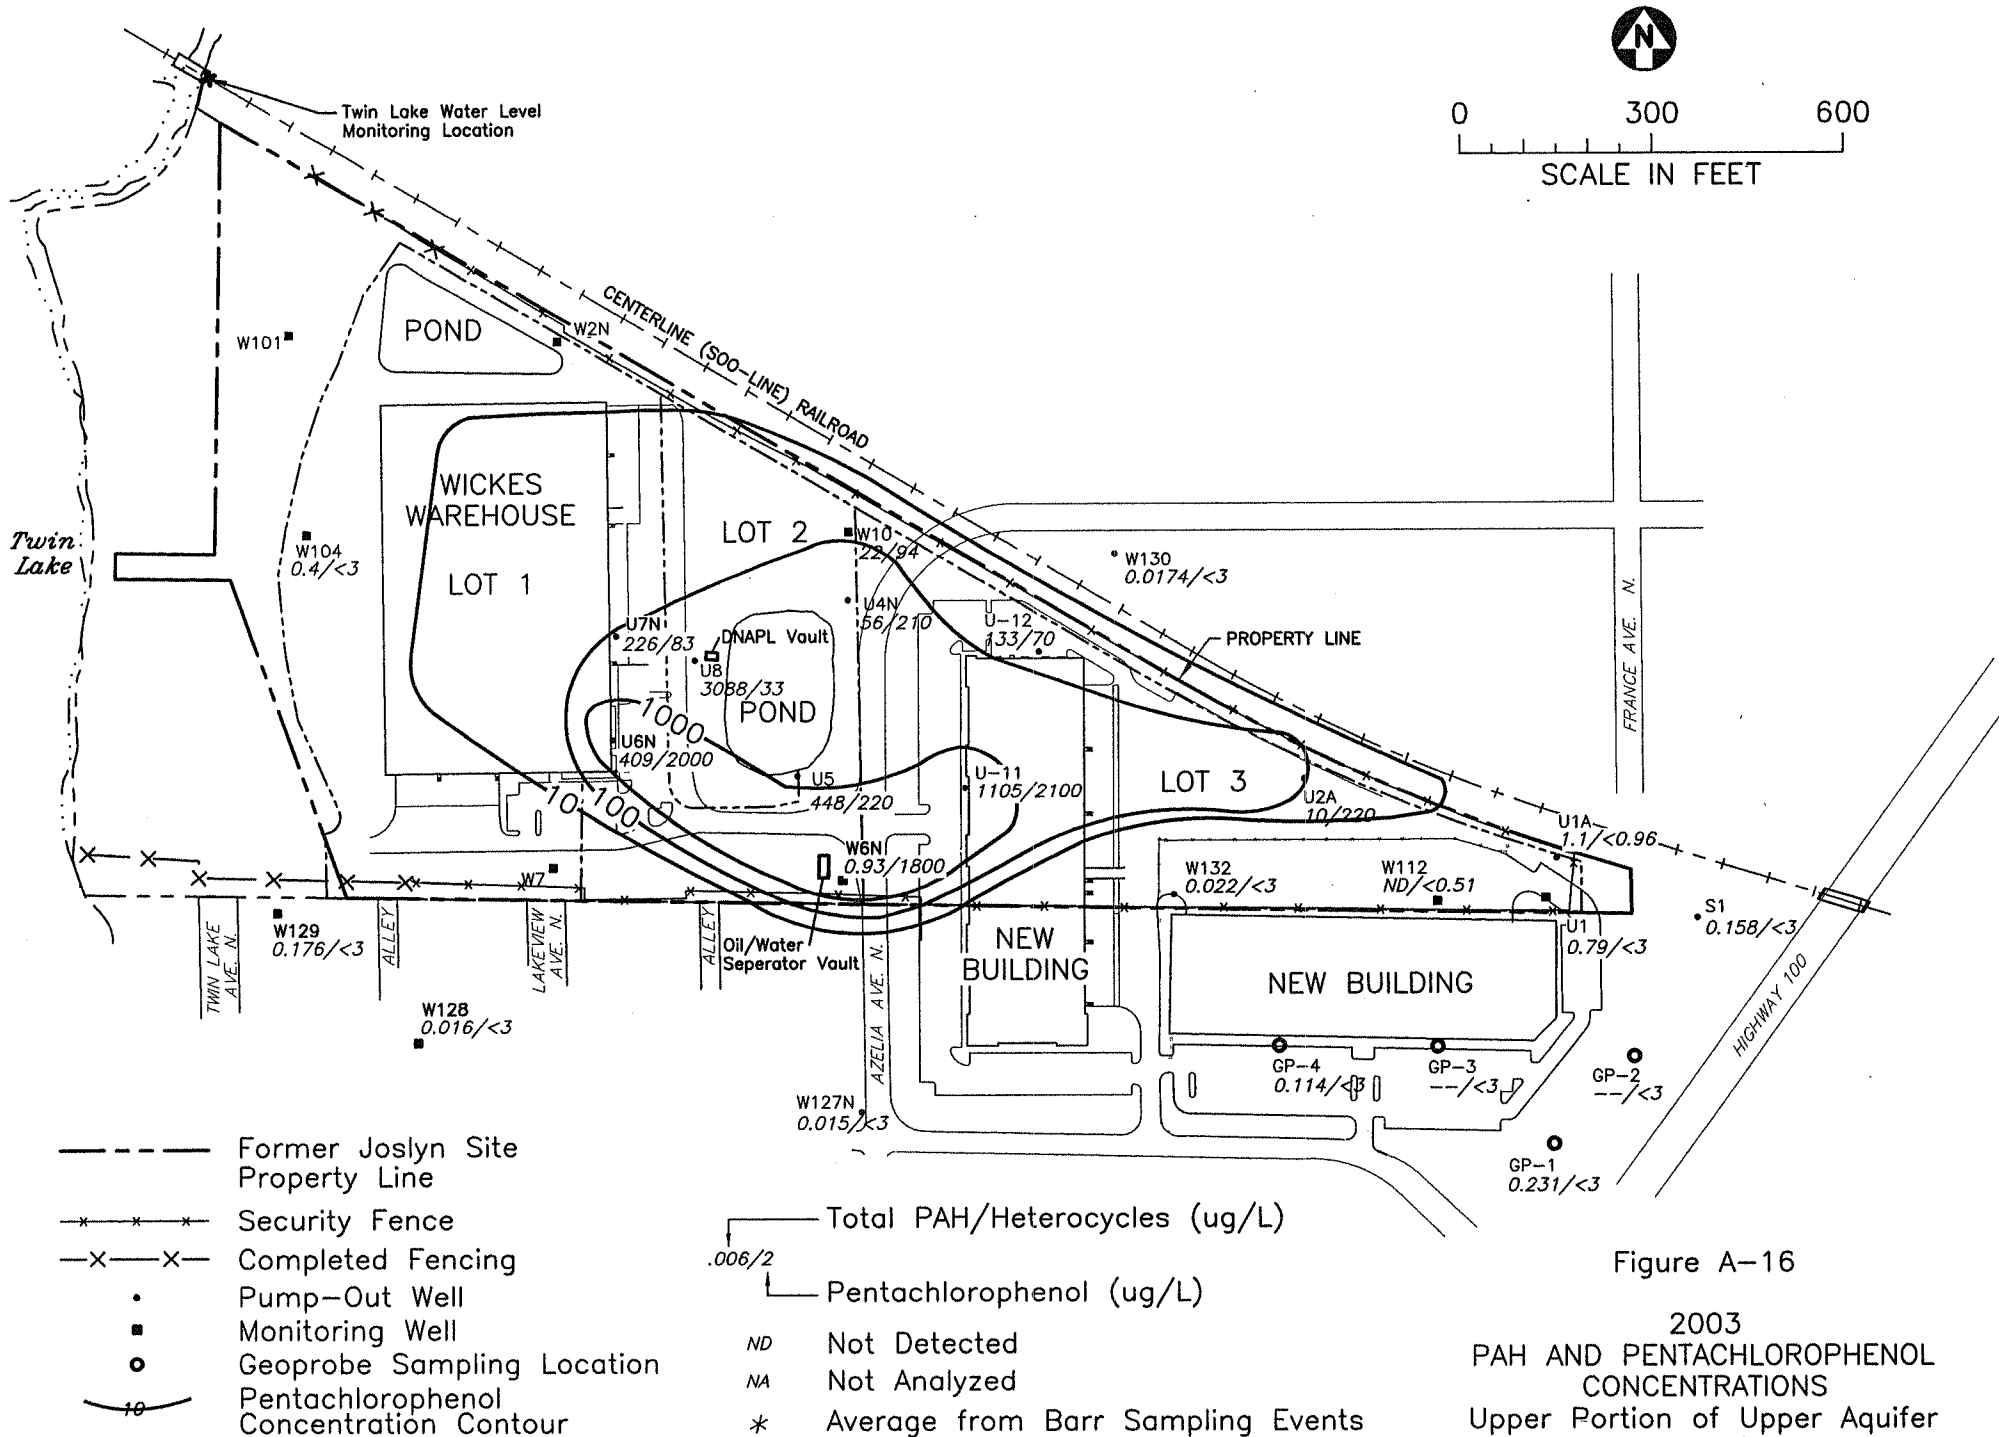 N
0 300 600
SCALE IN FEET
Twin Lake Water Level
Monitoring Location
CENTERLINE (SOO-LINE) RAILROAD
W101
POND
W2N
WICKES
WAREHOUSE
LOT 1
LOT 2
Twin
Lake
W104
0.4/<3
W10
22/94
W130
0.0174/<3
U4N
56/210
U-12
133/70
U7N
226/83
DNAPL Vault
U8
3088/33
POND
PROPERTY LINE
FRANCE AVE. N.
1000
U6N
409/2000
U5
448/220
U-11
1105/2100
LOT 3
U2A
10/220
10
100
U1A
1.1/<0.96
W6N
0.93/1800
W7
W132
0.022/<3
W112
ND/<0.51
S1
0.158/<3
U1
0.79/<3
W129
0.176/<3
TWIN LAKE
AVE. N.
ALLEY
LAKEVIEW
AVE. N.
ALLEY
Oil/Water
Seperator Vault
AZELIA AVE. N.
NEW
BUILDING
NEW BUILDING
HIGHWAY 100
W128
0.016/<3
GP-4
0.114/<3
GP-3
--/<3
GP-2
--/<3
W127N
0.015/<3
GP-1
0.231/<3
Former Joslyn Site
Property Line
Security Fence
Completed Fencing
Pump-Out Well
Monitoring Well
Geoprobe Sampling Location
10
Pentachlorophenol
Concentration Contour
Total PAH/Heterocycles (ug/L)
.006/2
Pentachlorophenol (ug/L)
ND Not Detected
NA Not Analyzed
* Average from Barr Sampling Events
Figure A-16
2003
PAH AND PENTACHLOROPHENOL
CONCENTRATIONS
Upper Portion of Upper Aquifer